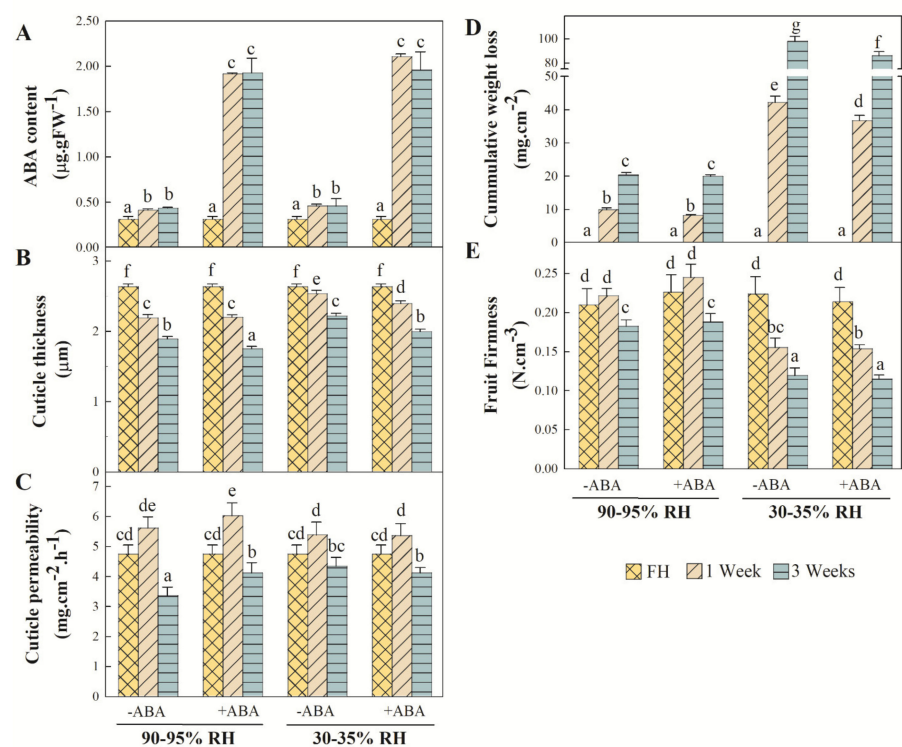 A
ABA content
(µg.gFW⁻¹)
2.50
2.00
1.50
1.00
0.50
0.00
a b b
a c c
a b b
a c c
B
Cuticle thickness
(µm)
3
2
1
0
f c b
f c a
f e c
f d c
C
Cuticle permeability
(mg.cm⁻².h⁻¹)
7
6
5
4
3
2
1
0
cd de a
cd e b
cd d bc
cd d b
-ABA +ABA -ABA +ABA
90-95% RH 30-35% RH
D
Cummulative weight loss
(mg.cm⁻²)
100
80
50
40
30
20
10
0
a b c
a b c
a e g
a d f
E
Fruit Firmness
(N.cm⁻³)
0.25
0.20
0.15
0.10
0.05
0.00
d d c
d d c
d bc a
d b a
-ABA +ABA -ABA +ABA
90-95% RH 30-35% RH
FH 1 Week 3 Weeks